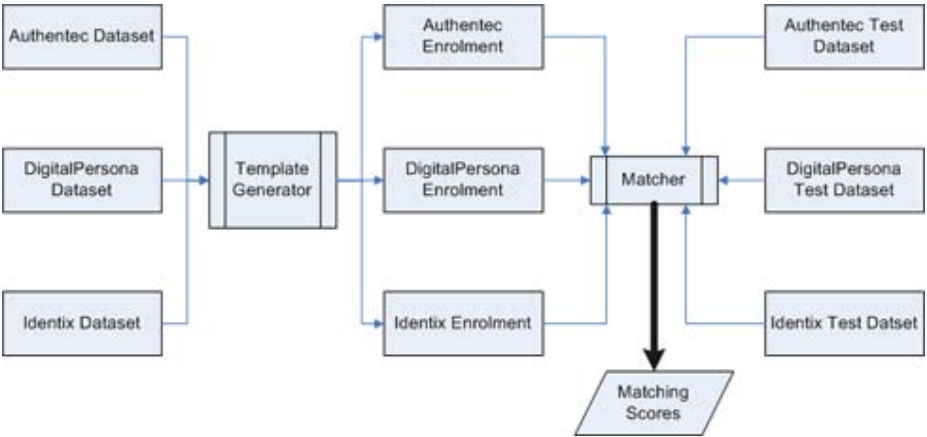 Authentec Dataset
DigitalPersona
Dataset
Identix Dataset
Template
Generator
Authentec
Enrolment
DigitalPersona
Enrolment
Identix Enrolment
Matcher
Matching
Scores
Authentec Test
Dataset
DigitalPersona
Test Dataset
Identix Test Datset